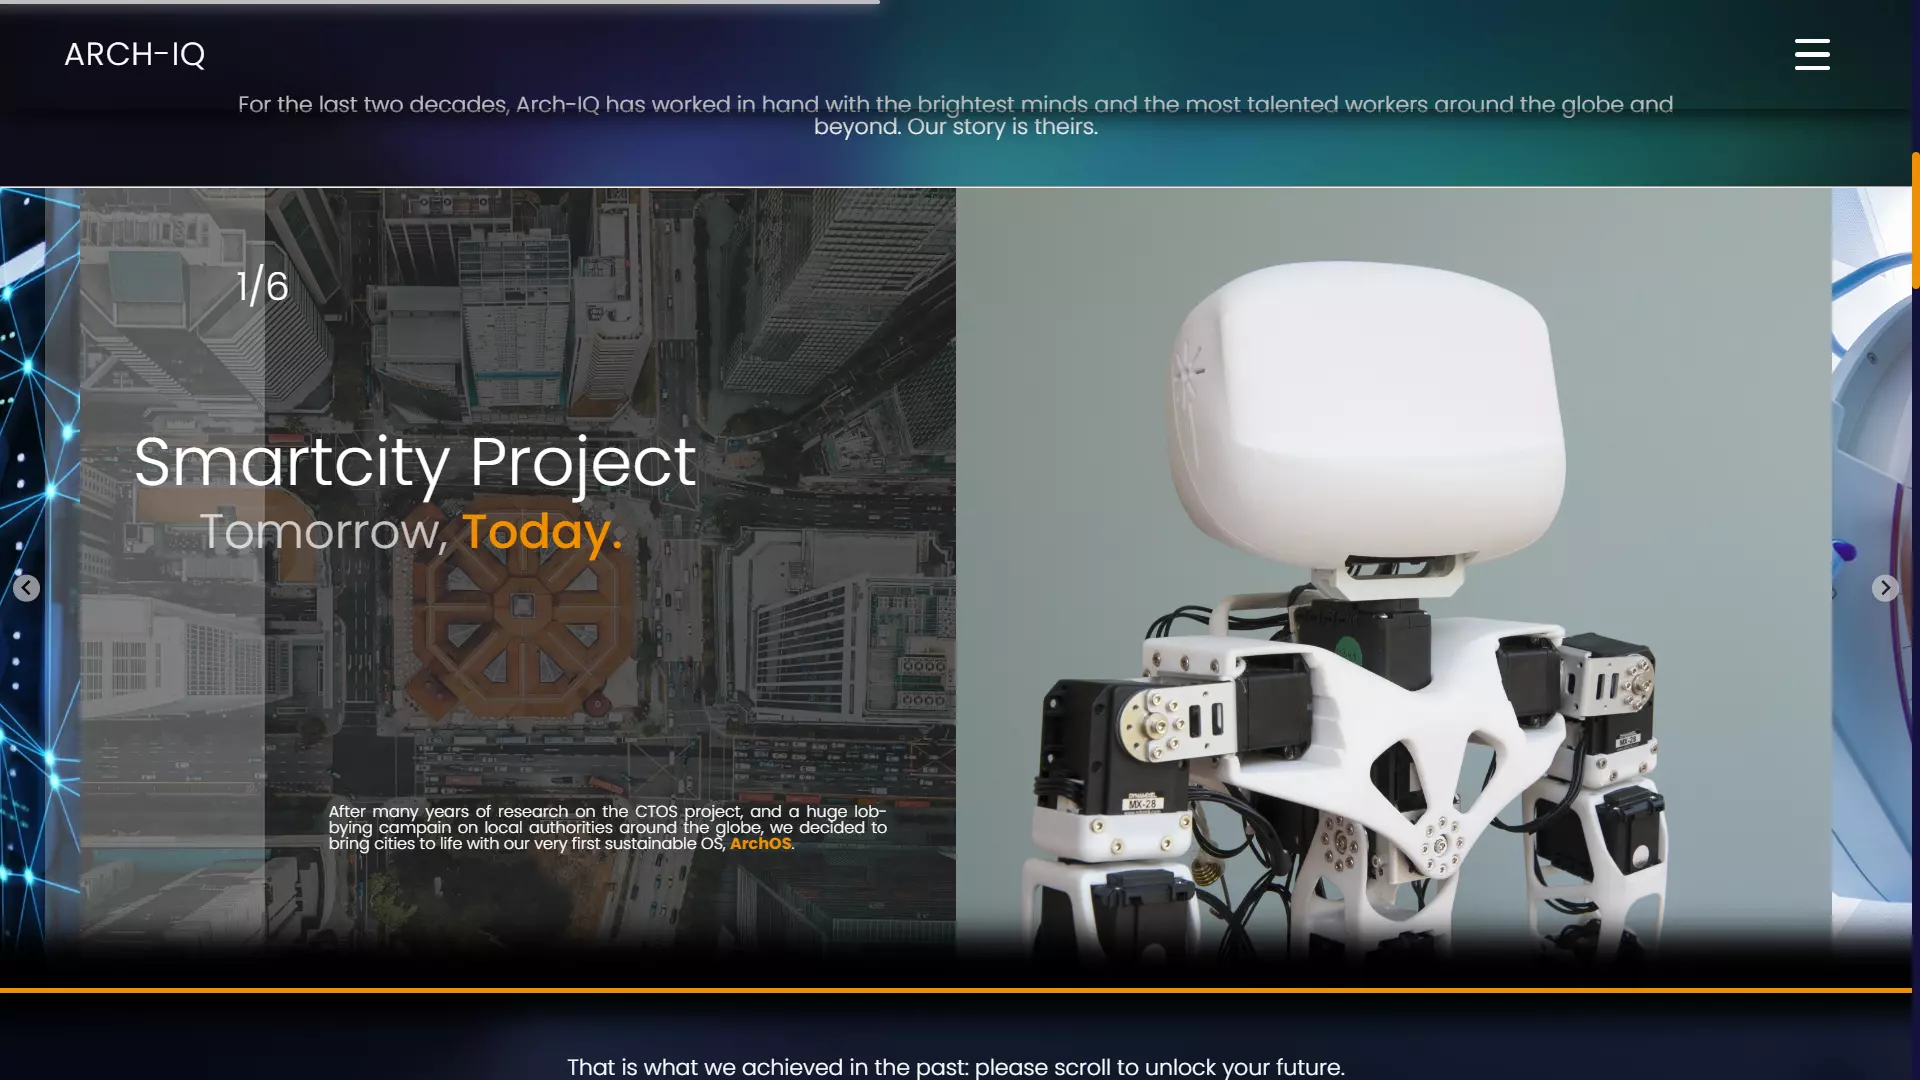 ARCH-IQ
For the last two decades, Arch-IQ has worked in hand with the brightest minds and the most talented workers around the globe and
beyond. Our story is theirs.
1/6
Smartcity Project
Tomorrow, Today.
After many years of research on the CTOS project, and a huge lob-
bying campain on local authorities around the globe, we decided to
bring cities to life with our very first sustainable OS, ArchOS.
MX-28
MX-28
That is what we achieved in the past: please scroll to unlock your future.